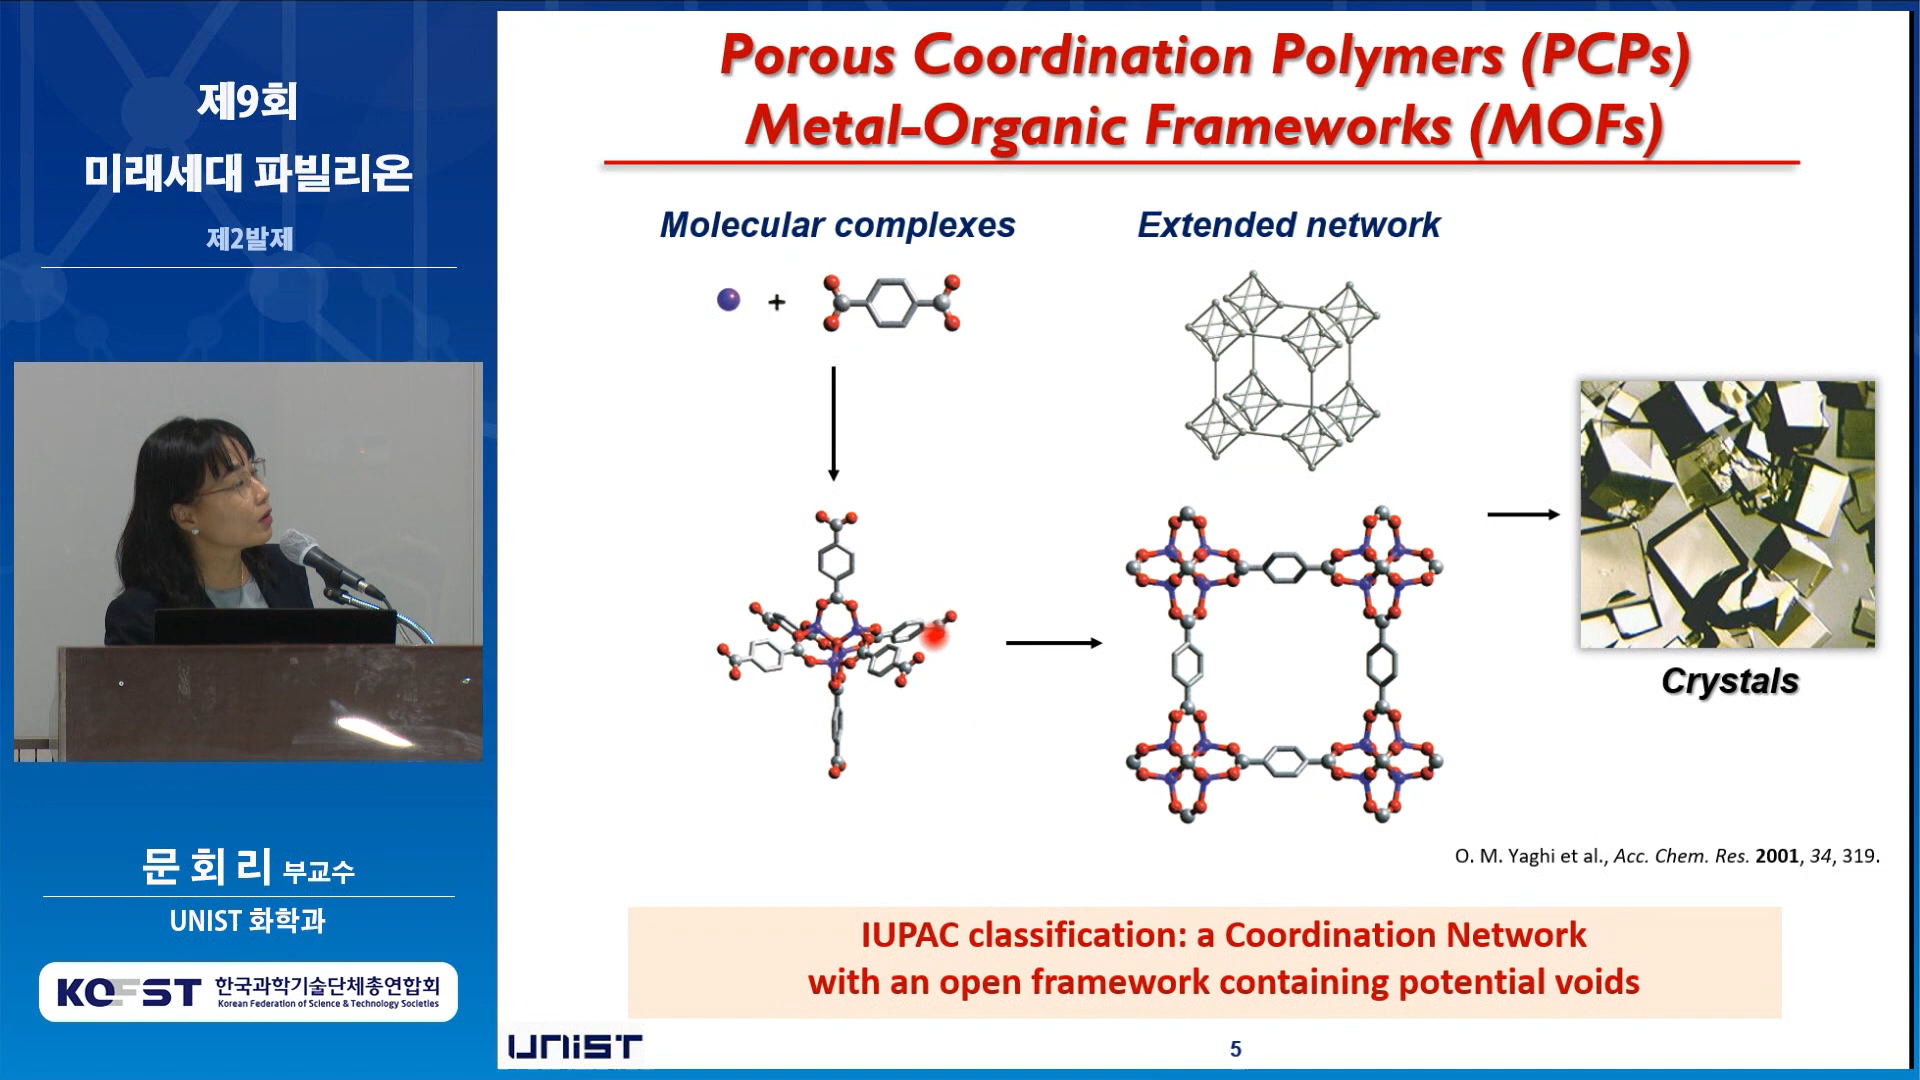 제9회
미래세대 파빌리온
제2발제
문 회 리 부교수
UNIST 화학과
KOFST 한국과학기술단체총연합회
Korean Federation of Science & Technology Societies
Porous Coordination Polymers (PCPs)
Metal-Organic Frameworks (MOFs)
Molecular complexes
Extended network
+
Crystals
O. M. Yaghi et al., Acc. Chem. Res. 2001, 34, 319.
IUPAC classification: a Coordination Network
with an open framework containing potential voids
UNIST
5